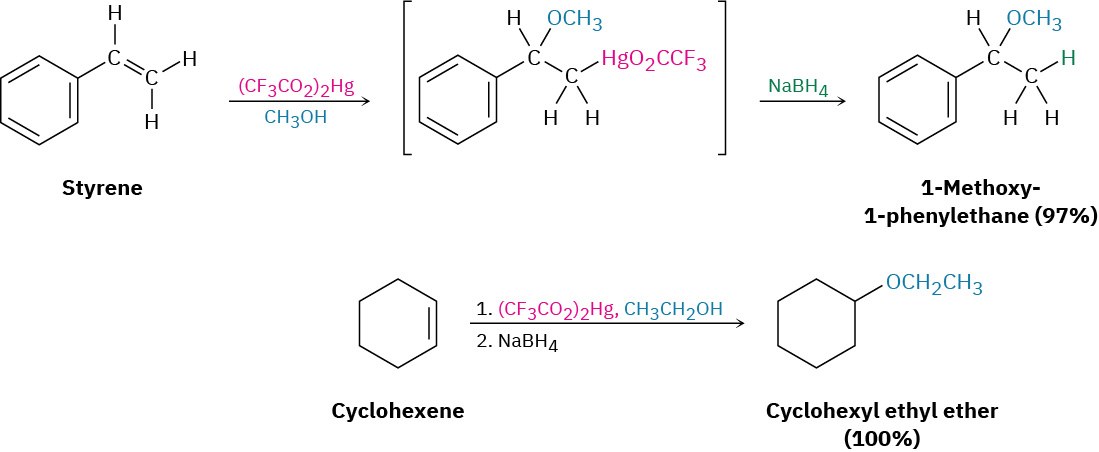 H
C
C
H
H
(CF₃CO₂)₂Hg
CH₃OH
H
OCH₃
C
C
HgO₂CCF₃
H H
NaBH₄
H
OCH₃
C
C
H
H H
Styrene
1-Methoxy-
1-phenylethane (97%)
1. (CF₃CO₂)₂Hg, CH₃CH₂OH
2. NaBH₄
OCH₂CH₃
Cyclohexene
Cyclohexyl ethyl ether
(100%)